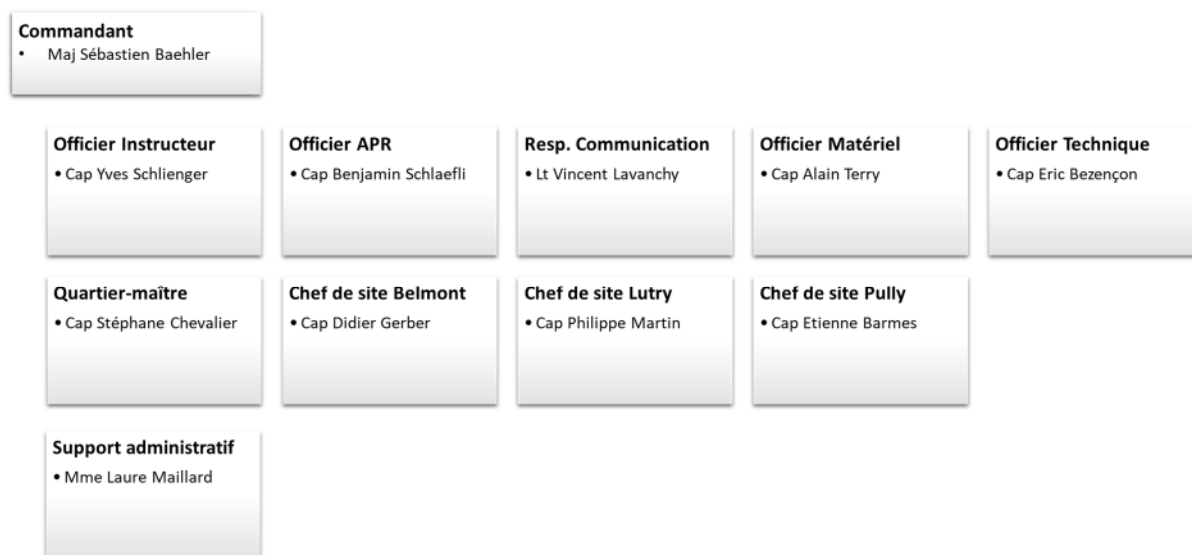 Commandant
• Maj Sébastien Baehler
Officier Instructeur
• Cap Yves Schlienger
Officier APR
• Cap Benjamin Schlaefli
Resp. Communication
• Lt Vincent Lavanchy
Officier Matériel
• Cap Alain Terry
Officier Technique
• Cap Eric Bezençon
Quartier-maître
• Cap Stéphane Chevalier
Chef de site Belmont
• Cap Didier Gerber
Chef de site Lutry
• Cap Philippe Martin
Chef de site Pully
• Cap Etienne Barmes
Support administratif
• Mme Laure Maillard